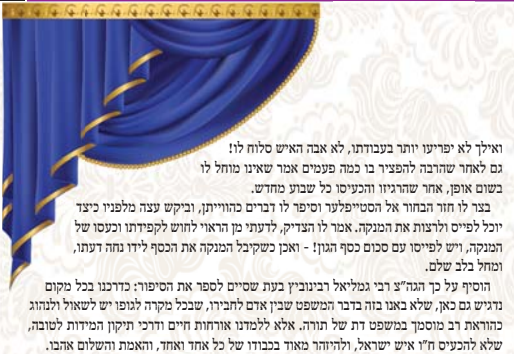 ואילך לא יפריעו יותר בעבודתו, לא אבה האיש סלוח לו!
גם לאחר שהרבה להפציר בו כמה פעמים אמר שאינו מוחל לו
בשום אופן, אחר שהרגיזו והכעיסו כל שבוע מחדש.
בצר לו חזר הבחור אל הסטייפלער וסיפר לו דברים כהווייתן, וביקש עצה מלפניו כיצד
יוכל לפייס ולרצות את המנקה. אמר לו הצדיק, לדעתי מן הראוי לחוש לקפידתו וכעסו של
המנקה, ויש לפייסו עם סכום כסף הגון! - ואכן כשקיבל המנקה את הכסף לידו נחה דעתו,
ומחל בלב שלם.
הוסיף על כך הגה"צ רבי גמליאל רבינוביץ בעת שסיים לספר את הסיפור: כדרכנו בכל מקום
נדגיש גם כאן, שלא באנו בזה בדבר המשפט שבין אדם לחבירו, שבכל מקרה לגופו יש לשאול ולנהוג
כהוראת רב מוסמך במשפט דת של תורה. אלא ללמדנו אורחות חיים ודרכי תיקון המידות לטובה,
שלא להכעיס ח"ו איש ישראל, ולהיזהר מאוד בכבודו של כל אחד ואחד, והאמת והשלום אהבו.